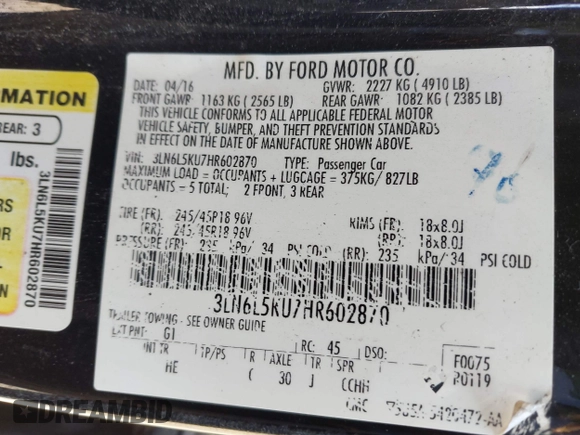 MFD. BY FORD MOTOR CO.
DATE: 04/16 GVWR: 2227 KG (4910 LB)
FRONT GAWR: 1163 KG (2565 LB) REAR GAWR: 1082 KG (2385 LB)
THIS VEHICLE CONFORMS TO ALL APPLICABLE FEDERAL MOTOR
VEHICLE SAFETY, BUMPER, AND THEFT PREVENTION STANDARDS
IN EFFECT ON THE DATE OF MANUFACTURE SHOWN ABOVE.
VIN: 3LN6L5KU7HR602870 TYPE: Passenger Car
MAXIMUM LOAD = OCCUPANTS + LUGGAGE = 375KG/ 827LB
OCCUPANTS = 5 TOTAL; 2 FRONT, 3 REAR
TIRE (FR): 245/45R18 96V RIMS (FR): 18x8.0J
(RR): 245/45R18 96V (RR): 18x8.0J
PRESSURE (FR): 235 kPa/ 34 PSI COLD (RR): 235 kPa/34 PSI COLD
3LN6L5KU7HR602870
TRAILER TOWING - SEE OWNER GUIDE
EXT PNT: G1 RC: 45 DSO:
F0075
INT TR TP/PS R AXLE TR SPR
R0119
HE 30 J CCHH
RMATION
REAR: 3
lbs.
3LN6L5KU7HR602870
DREAMBID